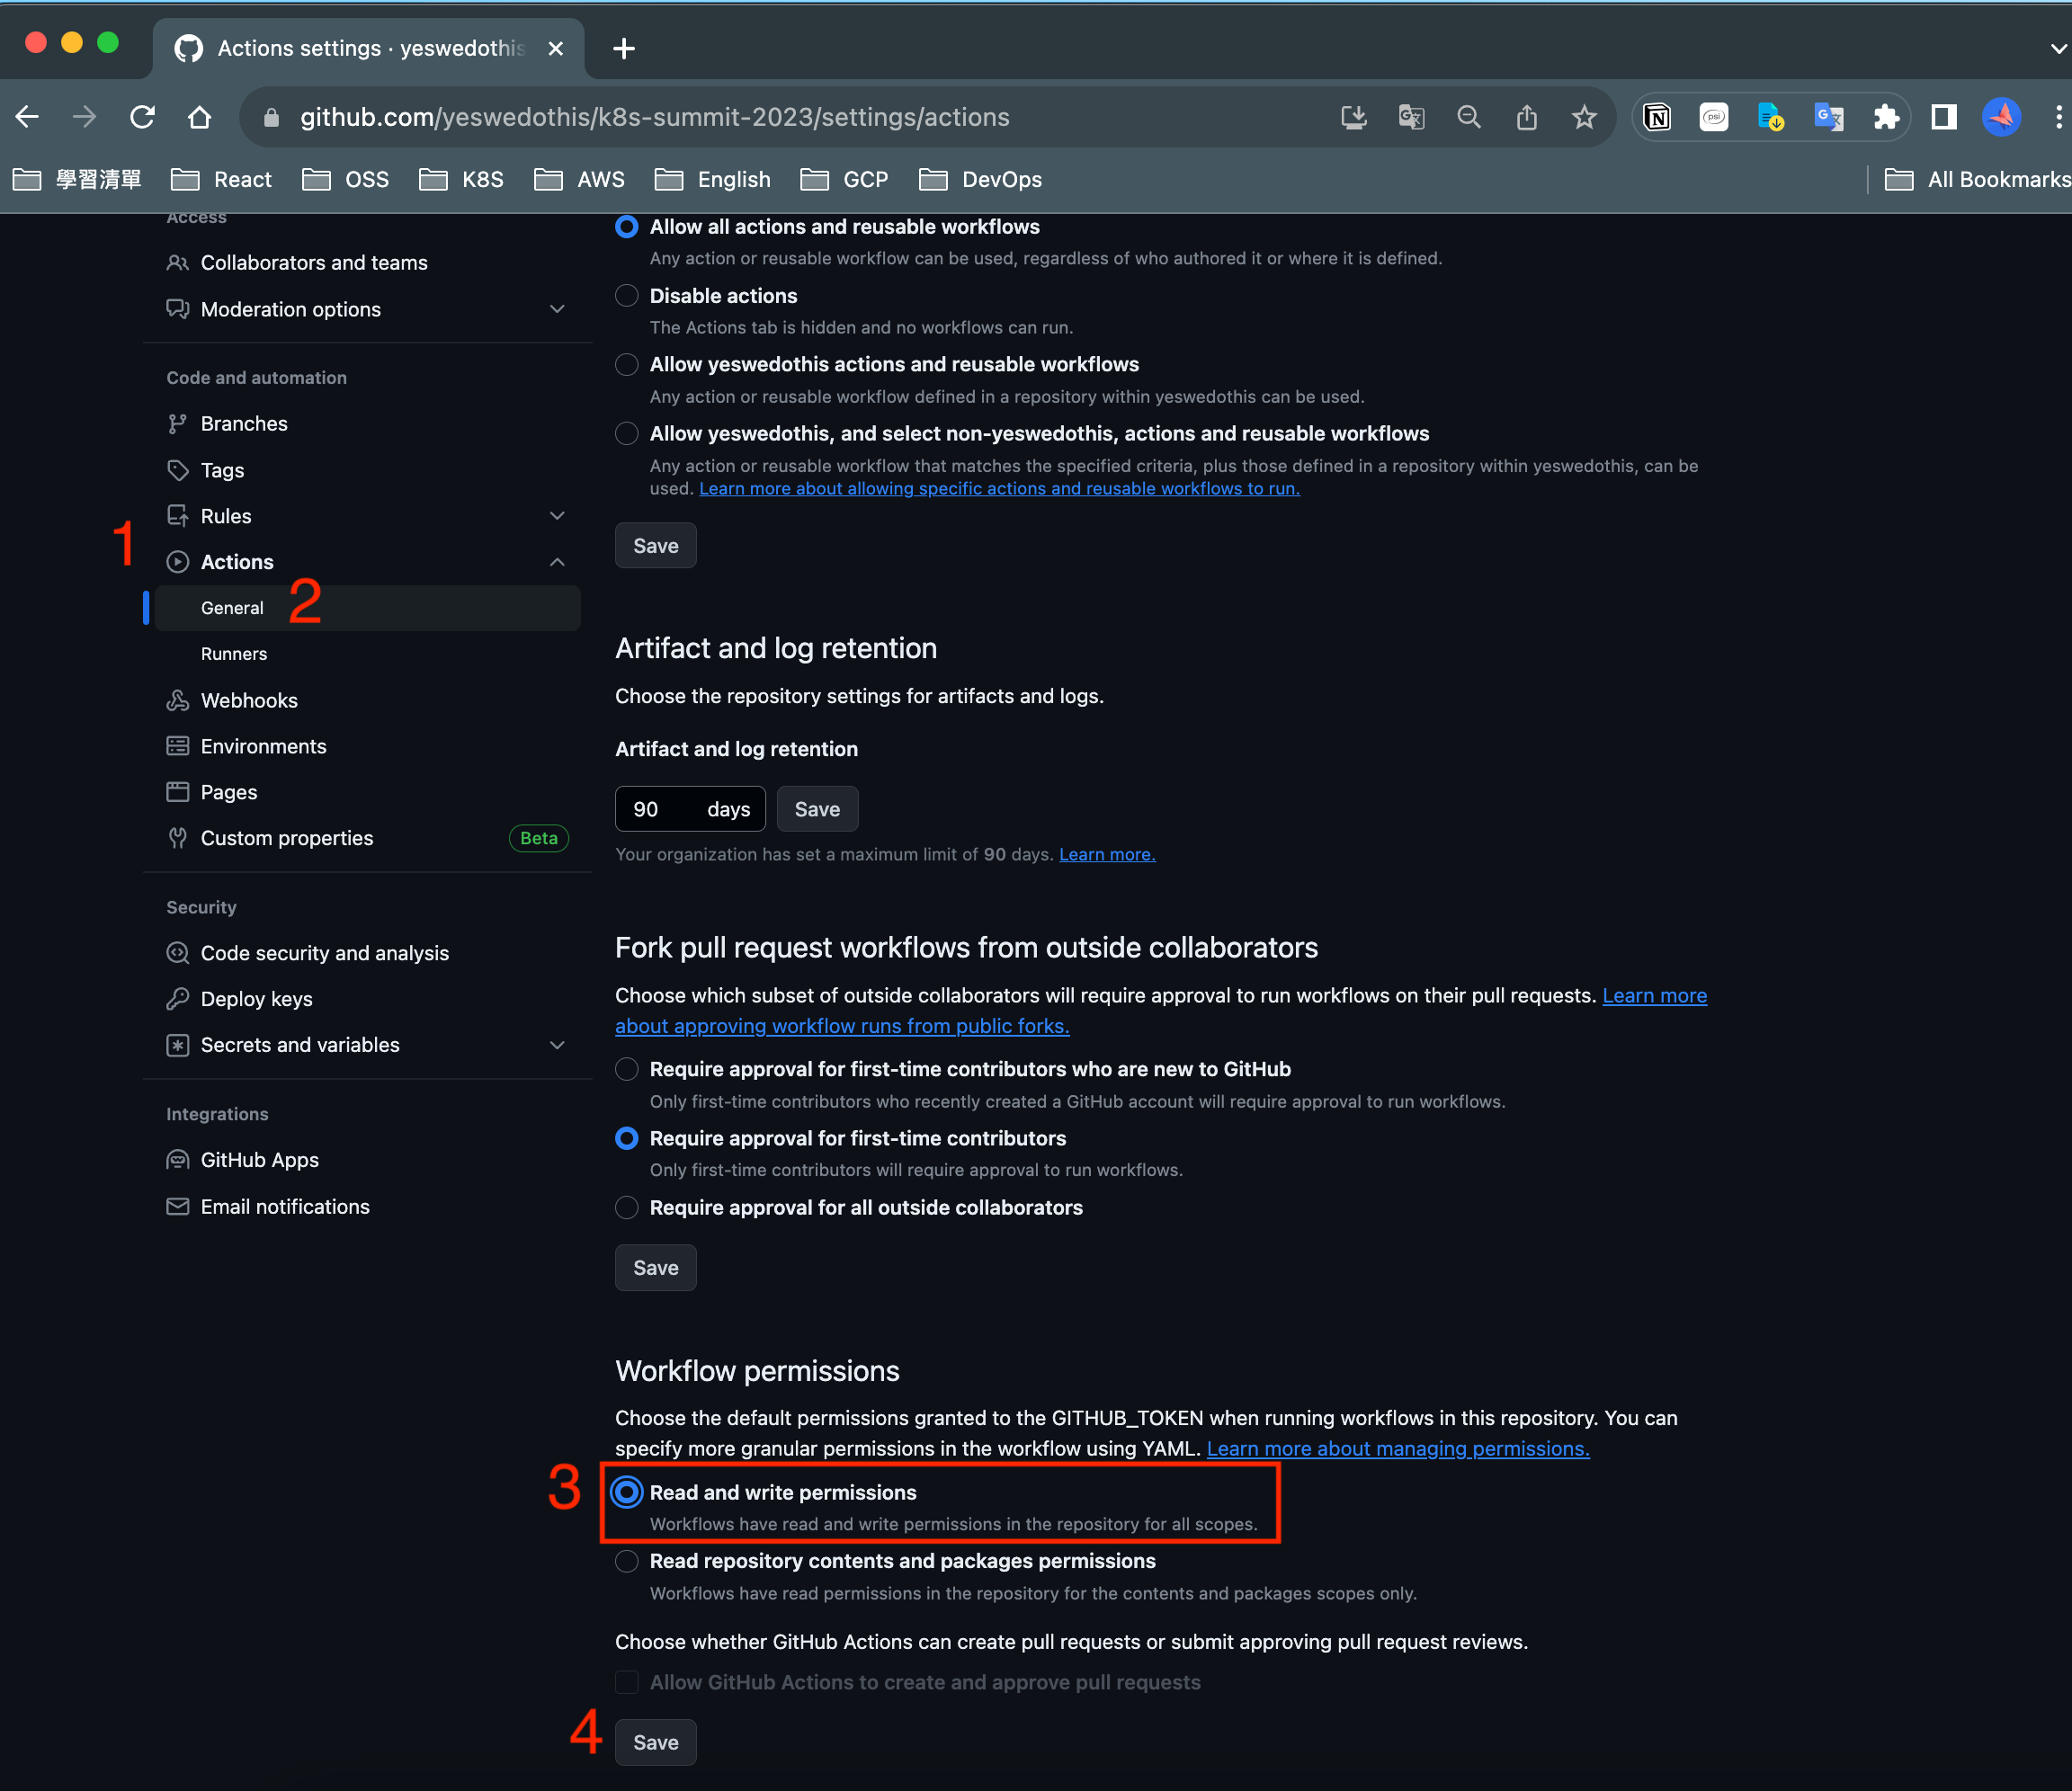 Actions settings · yeswedothis
github.com/yeswedothis/k8s-summit-2023/settings/actions
學習清單
React
OSS
K8S
AWS
English
GCP
DevOps
All Bookmarks
Access
Collaborators and teams
Moderation options
Code and automation
Branches
Tags
Rules
1
Actions
General
2
Runners
Webhooks
Environments
Pages
Custom properties
Beta
Security
Code security and analysis
Deploy keys
Secrets and variables
Integrations
GitHub Apps
Email notifications
Allow all actions and reusable workflows
Any action or reusable workflow can be used, regardless of who authored it or where it is defined.
Disable actions
The Actions tab is hidden and no workflows can run.
Allow yeswedothis actions and reusable workflows
Any action or reusable workflow defined in a repository within yeswedothis can be used.
Allow yeswedothis, and select non-yeswedothis, actions and reusable workflows
Any action or reusable workflow that matches the specified criteria, plus those defined in a repository within yeswedothis, can be
used. Learn more about allowing specific actions and reusable workflows to run.
Save
Artifact and log retention
Choose the repository settings for artifacts and logs.
Artifact and log retention
90 days
Save
Your organization has set a maximum limit of 90 days. Learn more.
Fork pull request workflows from outside collaborators
Choose which subset of outside collaborators will require approval to run workflows on their pull requests. Learn more
about approving workflow runs from public forks.
Require approval for first-time contributors who are new to GitHub
Only first-time contributors who recently created a GitHub account will require approval to run workflows.
Require approval for first-time contributors
Only first-time contributors will require approval to run workflows.
Require approval for all outside collaborators
Save
Workflow permissions
Choose the default permissions granted to the GITHUB_TOKEN when running workflows in this repository. You can
specify more granular permissions in the workflow using YAML. Learn more about managing permissions.
3
Read and write permissions
Workflows have read and write permissions in the repository for all scopes.
Read repository contents and packages permissions
Workflows have read permissions in the repository for the contents and packages scopes only.
Choose whether GitHub Actions can create pull requests or submit approving pull request reviews.
Allow GitHub Actions to create and approve pull requests
4
Save